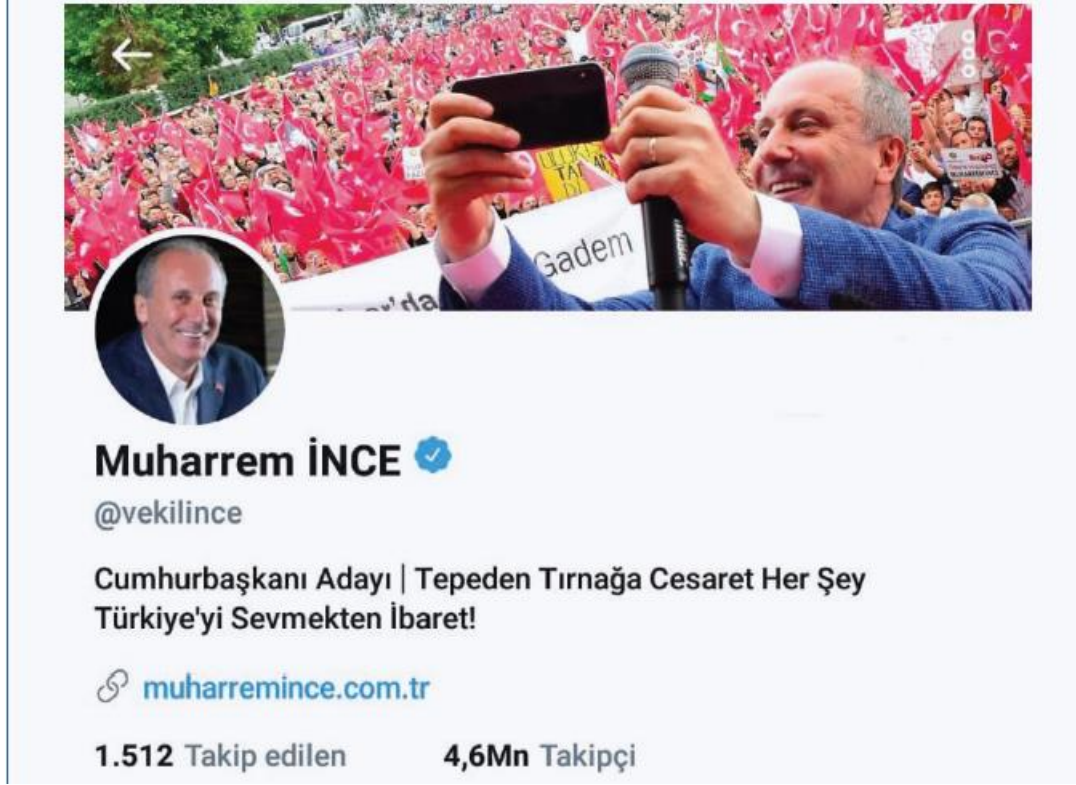 Gadem
Muharrem İNCE
@vekilince
Cumhurbaşkanı Adayı | Tepeden Tırnağa Cesaret Her Şey
Türkiye'yi Sevmekten İbaret!
muharremince.com.tr
1.512 Takip edilen 4,6Mn Takipçi